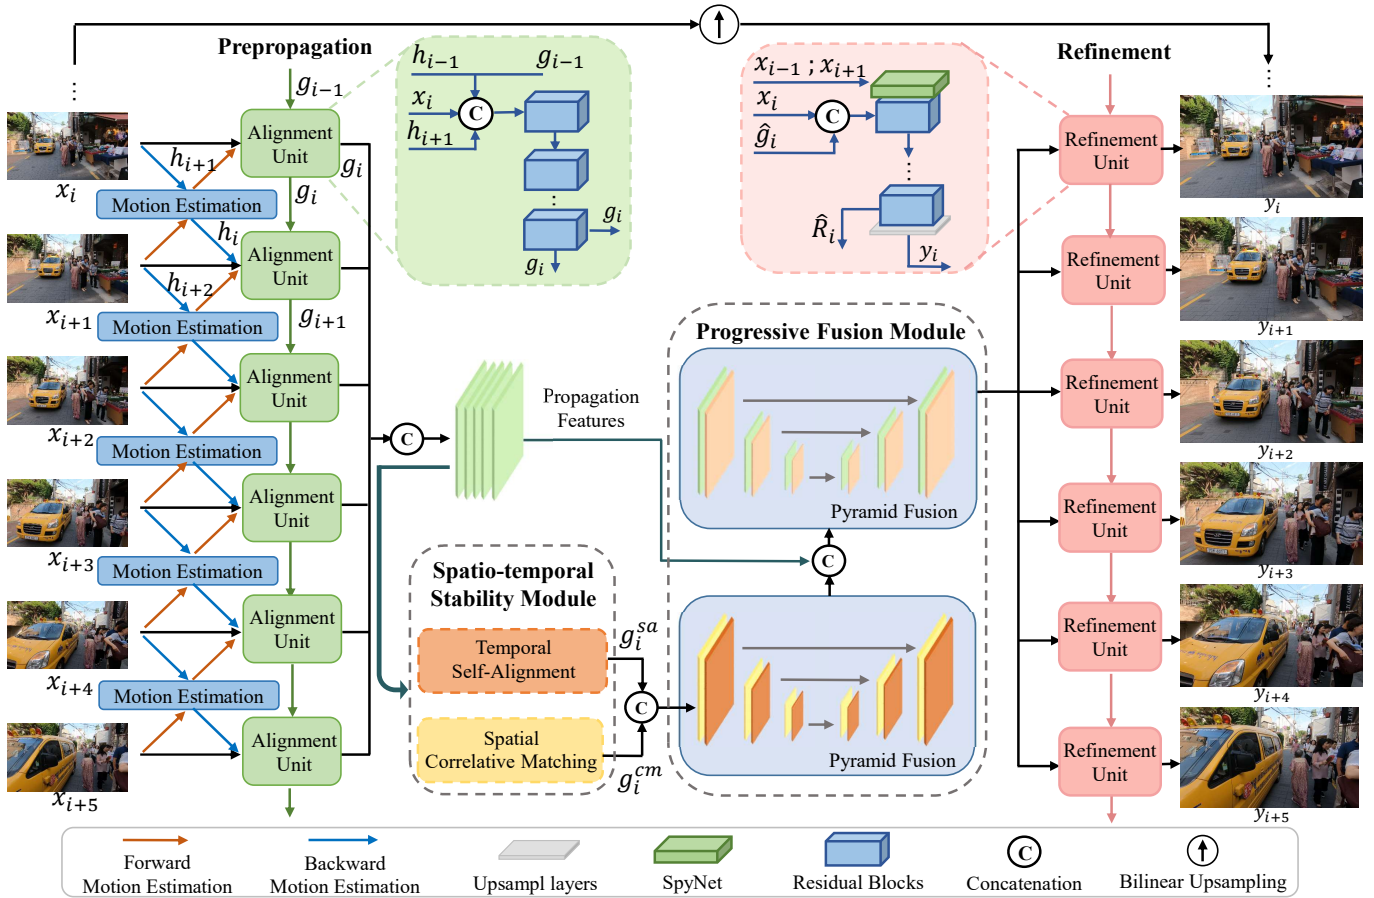 Prepropagation
Refinement
g_{i-1}
h_{i-1}
g_{i-1}
x_i
h_{i+1}
C
g_i
g_i
x_{i-1} ; x_{i+1}
x_i
ĝ_i
C
R̂_i
y_i
Alignment
Unit
h_{i+1}
g_i
g_i
x_i
Motion Estimation
h_i
Alignment
Unit
h_{i+2}
g_{i+1}
x_{i+1}
Motion Estimation
Alignment
Unit
x_{i+2}
Motion Estimation
Alignment
Unit
x_{i+3}
Motion Estimation
Alignment
Unit
x_{i+4}
Motion Estimation
Alignment
Unit
x_{i+5}
C
Propagation
Features
Spatio-temporal
Stability Module
Temporal
Self-Alignment
Spatial
Correlative Matching
g_i^{sa}
C
g_i^{cm}
Progressive Fusion Module
Pyramid Fusion
C
Pyramid Fusion
Refinement
Unit
y_i
Refinement
Unit
y_{i+1}
Refinement
Unit
y_{i+2}
Refinement
Unit
y_{i+3}
Refinement
Unit
y_{i+4}
Refinement
Unit
y_{i+5}
Forward
Motion Estimation
Backward
Motion Estimation
Upsampl layers
SpyNet
Residual Blocks
C
Concatenation
Bilinear Upsampling